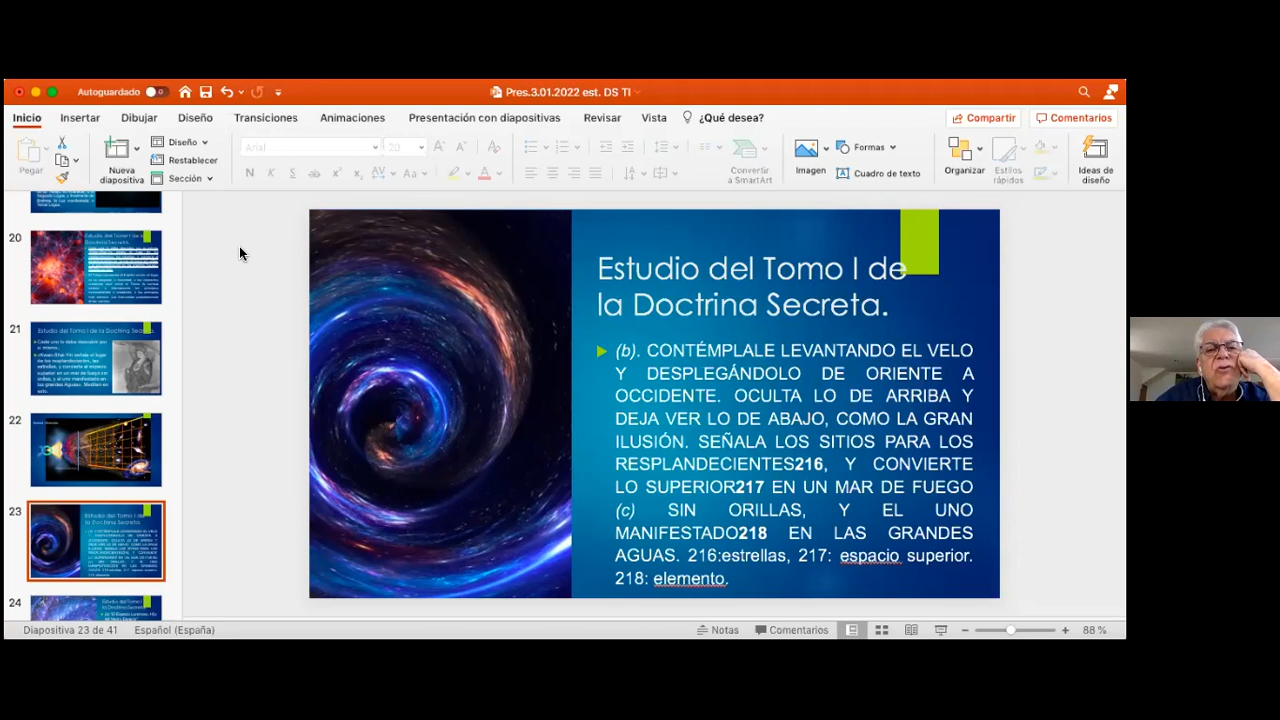 Autoguardado
Pres.3.01.2022 est. DS TI
Inicio Insertar Dibujar Diseño Transiciones Animaciones Presentación con diapositivas Revisar Vista ¿Qué desea? Compartir Comentarios
Pegar
Nueva diapositiva
Diseño
Restablecer
Sección
Arial 20
N K S ab X X AV Aa A
Convertir a SmartArt
Imagen
Formas
Cuadro de texto
Organizar
Estilos rápidos
Ideas de diseño
20
21
22
23
24
Estudio del Tomo I de
la Doctrina Secreta.
(b). CONTÉMPLALE LEVANTANDO EL VELO
Y DESPLEGÁNDOLO DE ORIENTE A
OCCIDENTE. OCULTA LO DE ARRIBA Y
DEJA VER LO DE ABAJO, COMO LA GRAN
ILUSIÓN. SEÑALA LOS SITIOS PARA LOS
RESPLANDECIENTES216, Y CONVIERTE
LO SUPERIOR217 EN UN MAR DE FUEGO
(c) SIN ORILLAS, Y EL UNO
MANIFESTADO218 EN LAS GRANDES
AGUAS. 216:estrellas, 217: espacio superior.
218: elemento.
Diapositiva 23 de 41 Español (España) Notas Comentarios 88 %